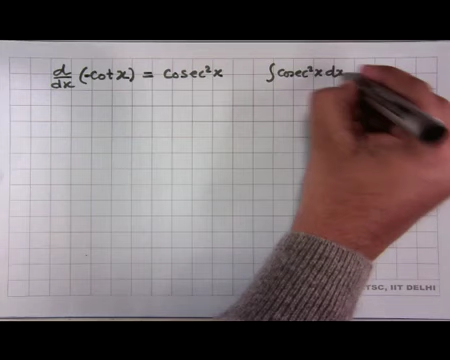 d/dx (-cot x) = cosec²x   ∫cosec²x dx
TSC, IIT DELHI